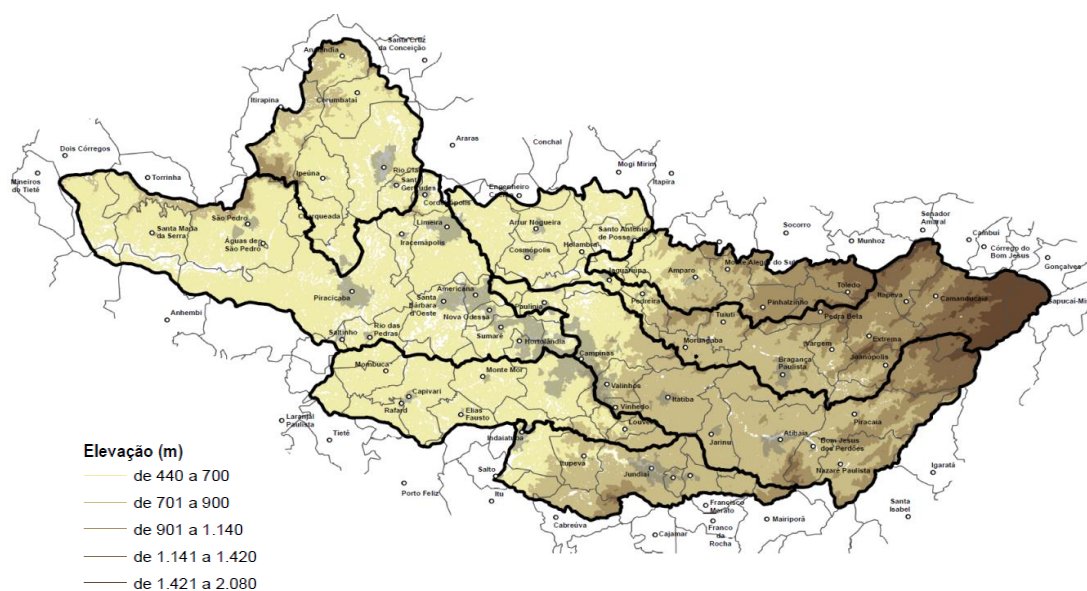 Santa Cruz
da Conceição
Analândia
Itirapina
Corumbataí
Araras
Conchal
Dois Córregos
Mogi Mirim
Itapira
Mineiros
do Tietê
Torrinha
Ipeúna
Rio Claro
Santa
Gertrudes
Cordeirópolis
Engenheiro
Senador
Amaral
Cambuí
Córrego do
Bom Jesus
Gonçalves
São Pedro
Charqueada
Limeira
Artur Nogueira
Santo Antônio
de Posse
Socorro
Munhoz
Santa Maria
da Serra
Águas de
São Pedro
Iracemápolis
Cosmópolis
Holambra
Jaguariúna
Amparo
Monte Alegre do Sul
Toledo
Itapeva
Camanducaia
Sapucaí-Mi
Piracicaba
Americana
Santa
Bárbara
d'Oeste
Nova Odessa
Paulínia
Pedreira
Pinhalzinho
Pedra Bela
Anhembi
Saltinho
Rio das
Pedras
Sumaré
Hortolândia
Tuiuti
Morungaba
Vargem
Extrema
Joanópolis
Mombuca
Monte Mor
Campinas
Valinhos
Bragança
Paulista
Capivari
Rafard
Elias
Fausto
Vinhedo
Itatiba
Louveira
Piracaia
Laranjal
Paulista
Tietê
Indaiatuba
Jarinu
Atibaia
Bom Jesus
dos Perdões
Nazaré Paulista
Igaratá
Salto
Itu
Itupeva
Jundiaí
Porto Feliz
Cabreúva
Cajamar
Francisco
Morato
Franco
da
Rocha
Mairiporã
Santa
Isabel
Elevação (m)
de 440 a 700
de 701 a 900
de 901 a 1.140
de 1.141 a 1.420
de 1.421 a 2.080